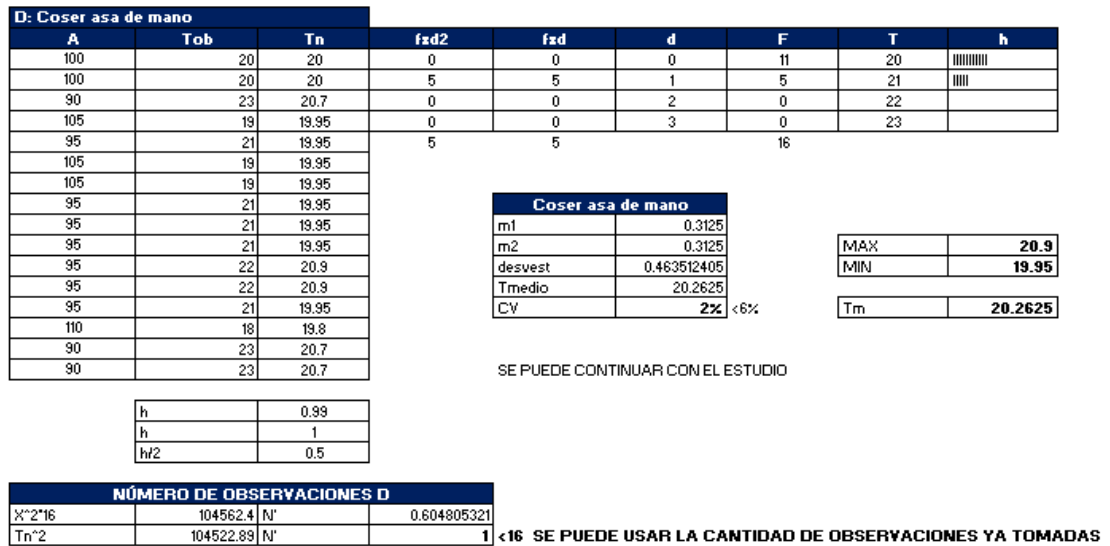 D: Coser asa de mano
A Tob Tn fxd2 fxd d F T h
100 20 20 0 0 0 11 20 IIIIIIIIIII
100 20 20 5 5 1 5 21 IIIII
90 23 20.7 0 0 2 0 22
105 19 19.95 0 0 3 0 23
95 21 19.95 5 5 16
105 19 19.95
105 19 19.95
95 21 19.95 Coser asa de mano
95 21 19.95 m1 0.3125
95 21 19.95 m2 0.3125 MAX 20.9
95 22 20.9 desvest 0.463512405 MIN 19.95
95 22 20.9 Tmedio 20.2625
95 21 19.95 CV 2% <6% Tm 20.2625
110 18 19.8
90 23 20.7
90 23 20.7 SE PUEDE CONTINUAR CON EL ESTUDIO
h 0.99
h 1
h/2 0.5
NÚMERO DE OBSERVACIONES D
X^2*16 104562.4 N' 0.604805321
Tn^2 104522.89 N' 1 <16 SE PUEDE USAR LA CANTIDAD DE OBSERVACIONES YA TOMADAS